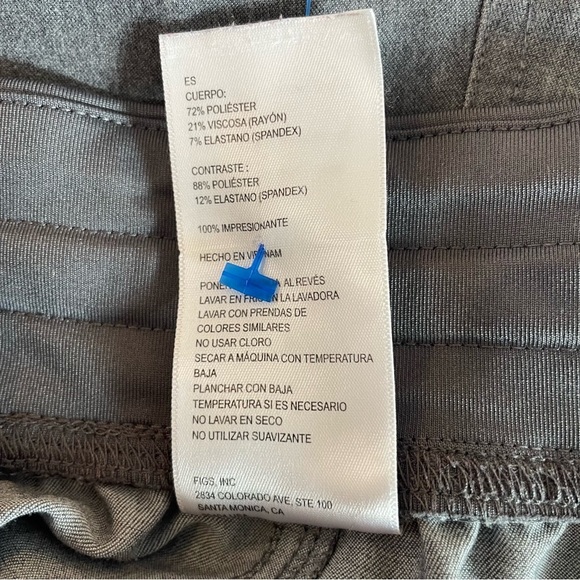 ES
CUERPO:
72% POLIÉSTER
21% VISCOSA (RAYÓN)
7% ELASTANO (SPANDEX)
CONTRASTE :
88% POLIÉSTER
12% ELASTANO (SPANDEX)
100% IMPRESIONANTE
HECHO EN VIETNAM
AL REVÉS
LAVAR EN FRIO EN LA LAVADORA
LAVAR CON PRENDAS DE
COLORES SIMILARES
NO USAR CLORO
SECAR A MÁQUINA CON TEMPERATURA
BAJA
PLANCHAR CON BAJA
TEMPERATURA SI ES NECESARIO
NO LAVAR EN SECO
NO UTILIZAR SUAVIZANTE
FIGS, INC
2834 COLORADO AVE, STE 100
SANTA MONICA, CA